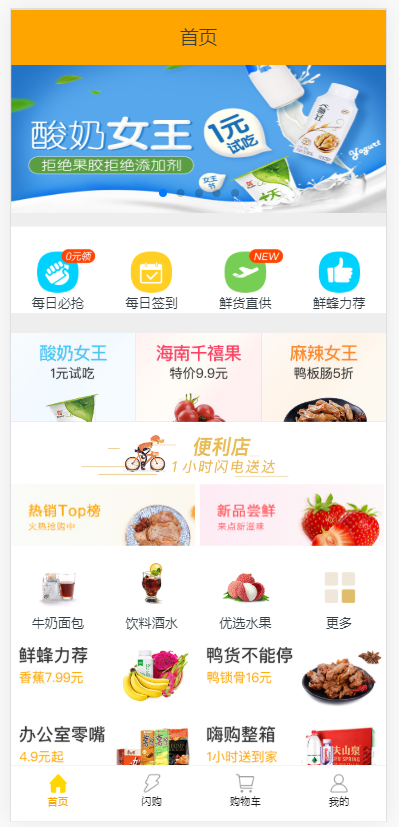 首页
酸奶女王
拒绝果胶拒绝添加剂
1元
试吃
女王
节
Yogurt
0元领
NEW
每日必抢
每日签到
鲜货直供
鲜蜂力荐
酸奶女王
海南千禧果
麻辣女王
1元试吃
特价9.9元
鸭板肠5折
便利店
1小时闪电送达
热销Top榜
火热抢购中
新品尝鲜
来点新滋味
牛奶面包
饮料酒水
优选水果
更多
鲜蜂力荐
香蕉7.99元
鸭货不能停
鸭锁骨16元
办公室零嘴
4.9元起
嗨购整箱
1小时送到家
夫山泉
首页
闪购
购物车
我的